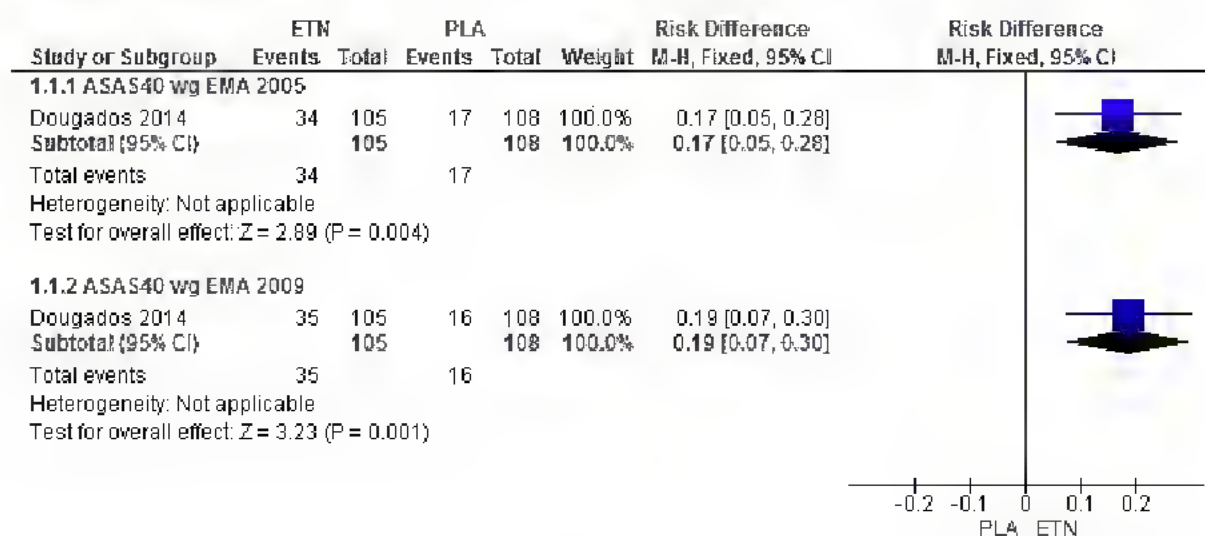 ETN PLA Risk Difference Risk Difference
Study or Subgroup Events Total Events Total Weight M-H, Fixed, 95% CI M-H, Fixed, 95% CI
1.1.1 ASAS40 wg EMA 2005
Dougados 2014 34 105 17 108 100.0% 0.17 [0.05, 0.28]
Subtotal (95% CI) 105 108 100.0% 0.17 [0.05, 0.28]
Total events 34 17
Heterogeneity: Not applicable
Test for overall effect: Z = 2.89 (P = 0.004)
1.1.2 ASAS40 wg EMA 2009
Dougados 2014 35 105 16 108 100.0% 0.19 [0.07, 0.30]
Subtotal (95% CI) 105 108 100.0% 0.19 [0.07, 0.30]
Total events 35 16
Heterogeneity: Not applicable
Test for overall effect: Z = 3.23 (P = 0.001)
-0.2 -0.1 0 0.1 0.2
PLA ETN